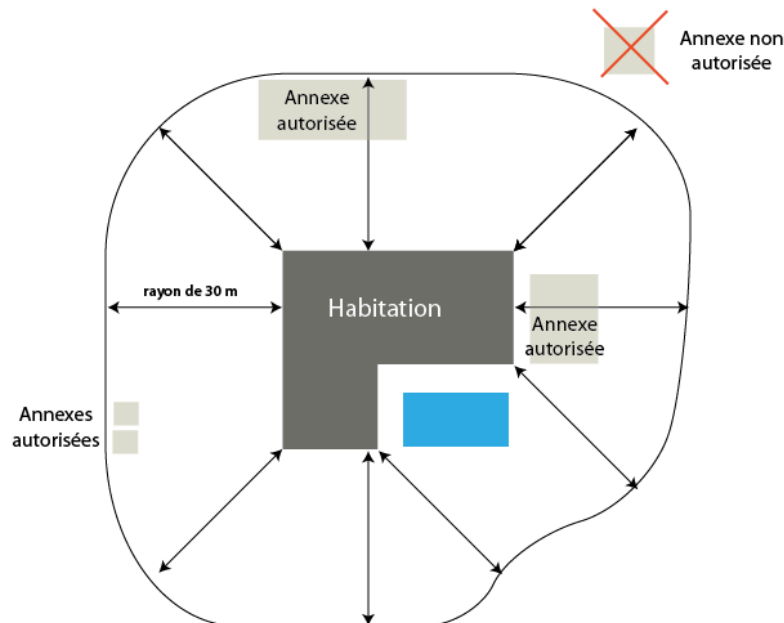 Annexe non
autorisée
Annexe
autorisée
rayon de 30 m
Habitation
Annexe
autorisée
Annexes
autorisées